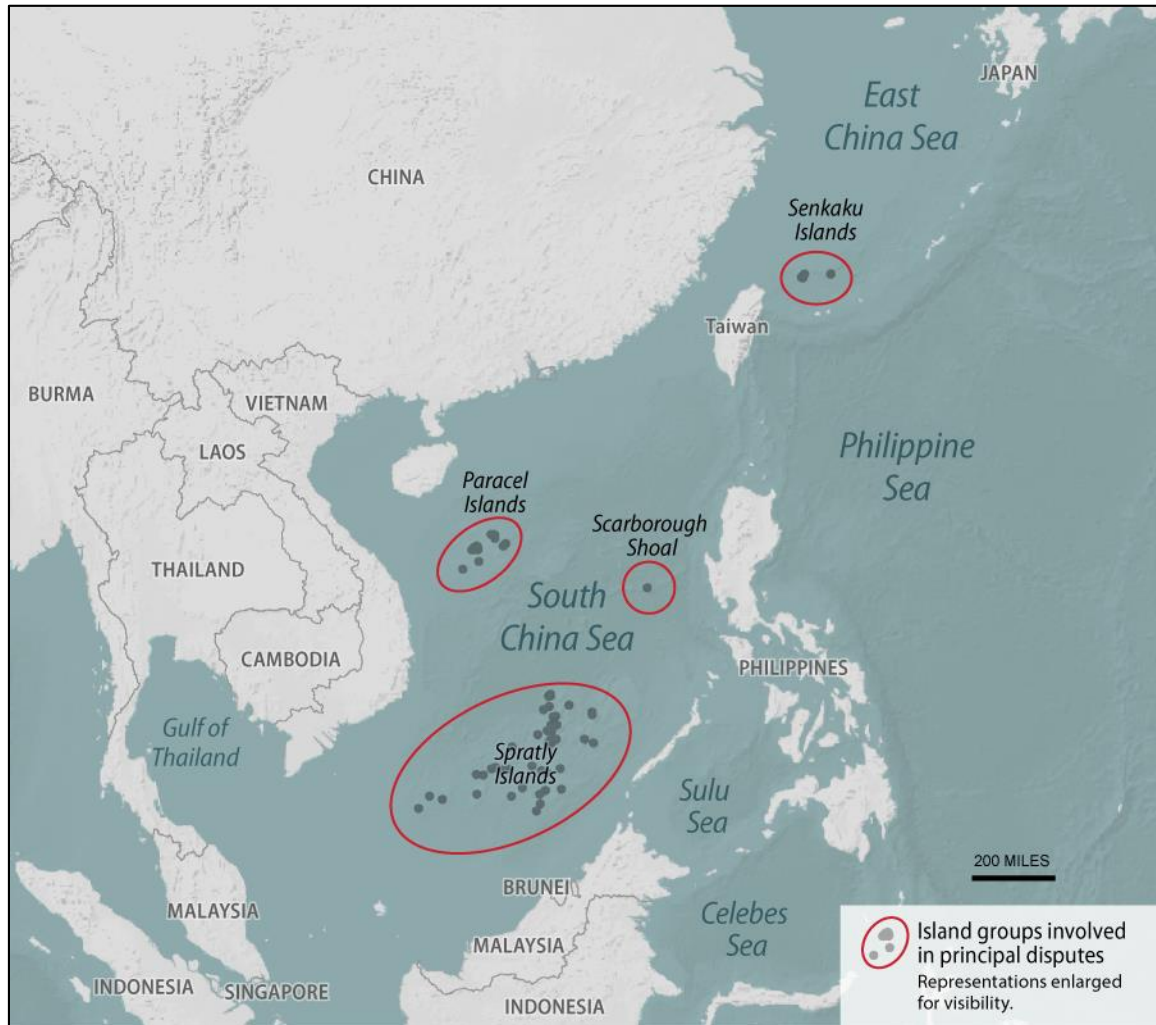 JAPAN
East
China Sea
CHINA
Senkaku
Islands
Taiwan
BURMA
VIETNAM
LAOS
Philippine
Sea
Paracel
Islands
Scarborough
Shoal
THAILAND
South
China Sea
CAMBODIA
PHILIPPINES
Gulf of
Thailand
Spratly
Islands
Sulu
Sea
200 MILES
BRUNEI
MALAYSIA
Celebes
Sea
MALAYSIA
INDONESIA
SINGAPORE
INDONESIA
Island groups involved
in principal disputes
Representations enlarged
for visibility.